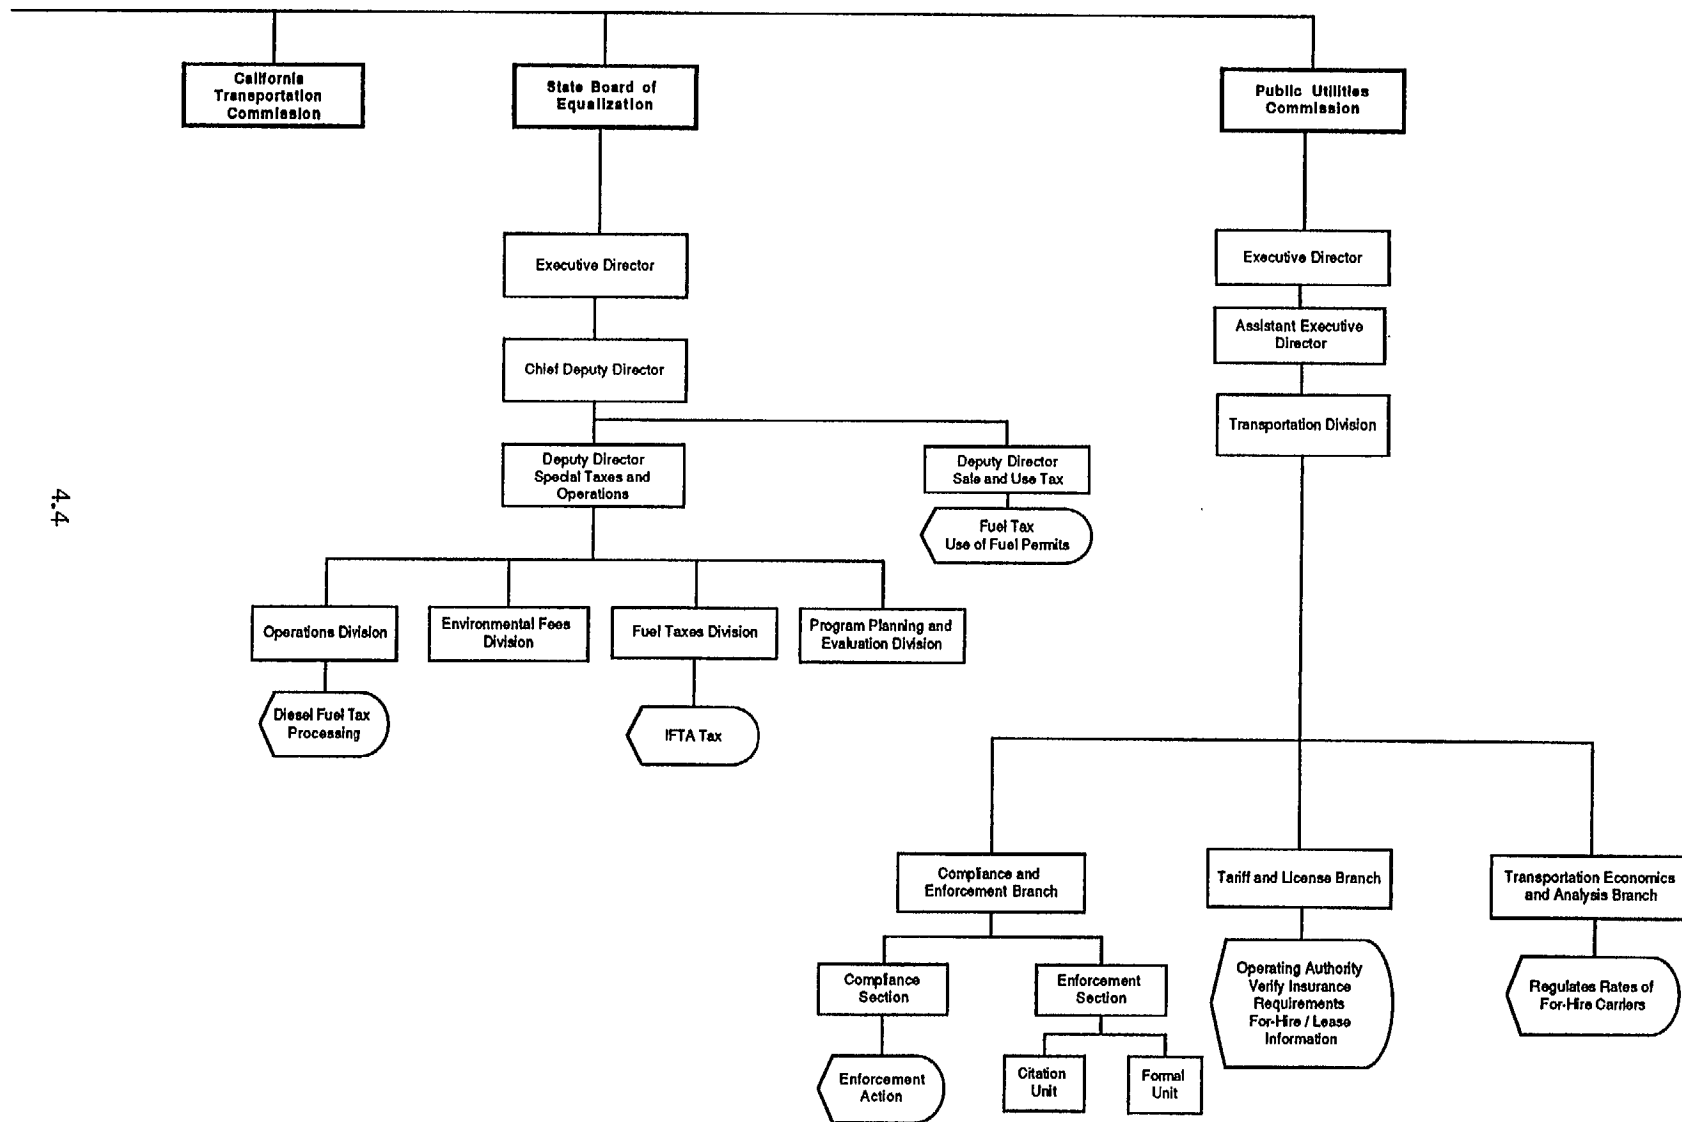 California
Transportation
Commission
State Board of
Equalization
Public Utilities
Commission
Executive Director
Executive Director
Assistant Executive
Director
Chief Deputy Director
Transportation Division
Deputy Director
Special Taxes and
Operations
Deputy Director
Sale and Use Tax
Fuel Tax
Use of Fuel Permits
4.4
Operations Division
Environmental Fees
Division
Fuel Taxes Division
Program Planning and
Evaluation Division
Diesel Fuel Tax
Processing
IFTA Tax
Compliance and
Enforcement Branch
Tariff and License Branch
Transportation Economics
and Analysis Branch
Compliance
Section
Enforcement
Section
Operating Authority
Verify Insurance
Requirements
For-Hire / Lease
Information
Regulates Rates of
For-Hire Carriers
Enforcement
Action
Citation
Unit
Formal
Unit